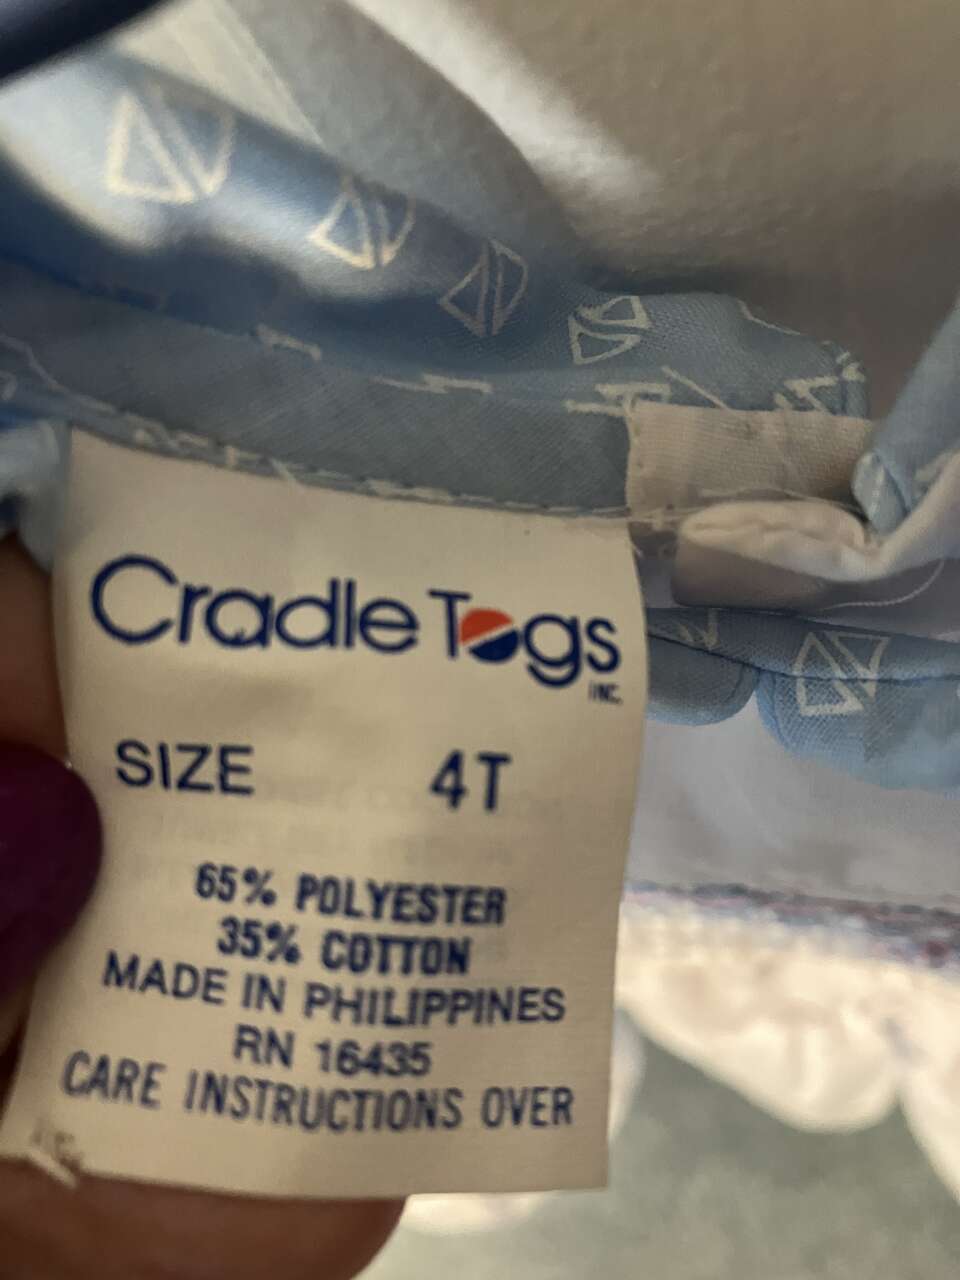 Cradle Togs
INC.
SIZE 4T
65% POLYESTER
35% COTTON
MADE IN PHILIPPINES
RN 16435
CARE INSTRUCTIONS OVER